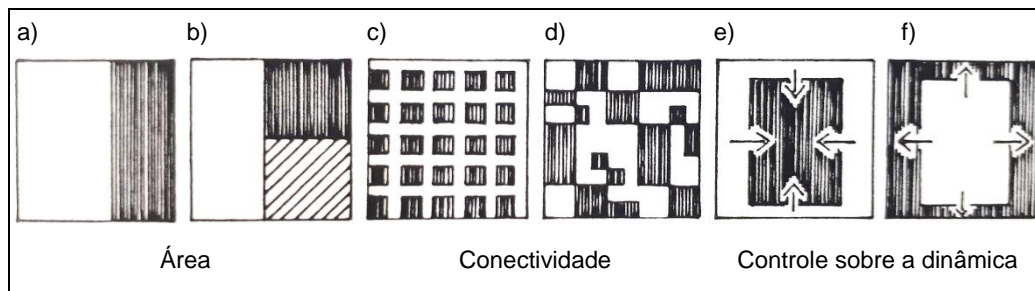 a) b) c) d) e) f)
Área Conectividade Controle sobre a dinâmica